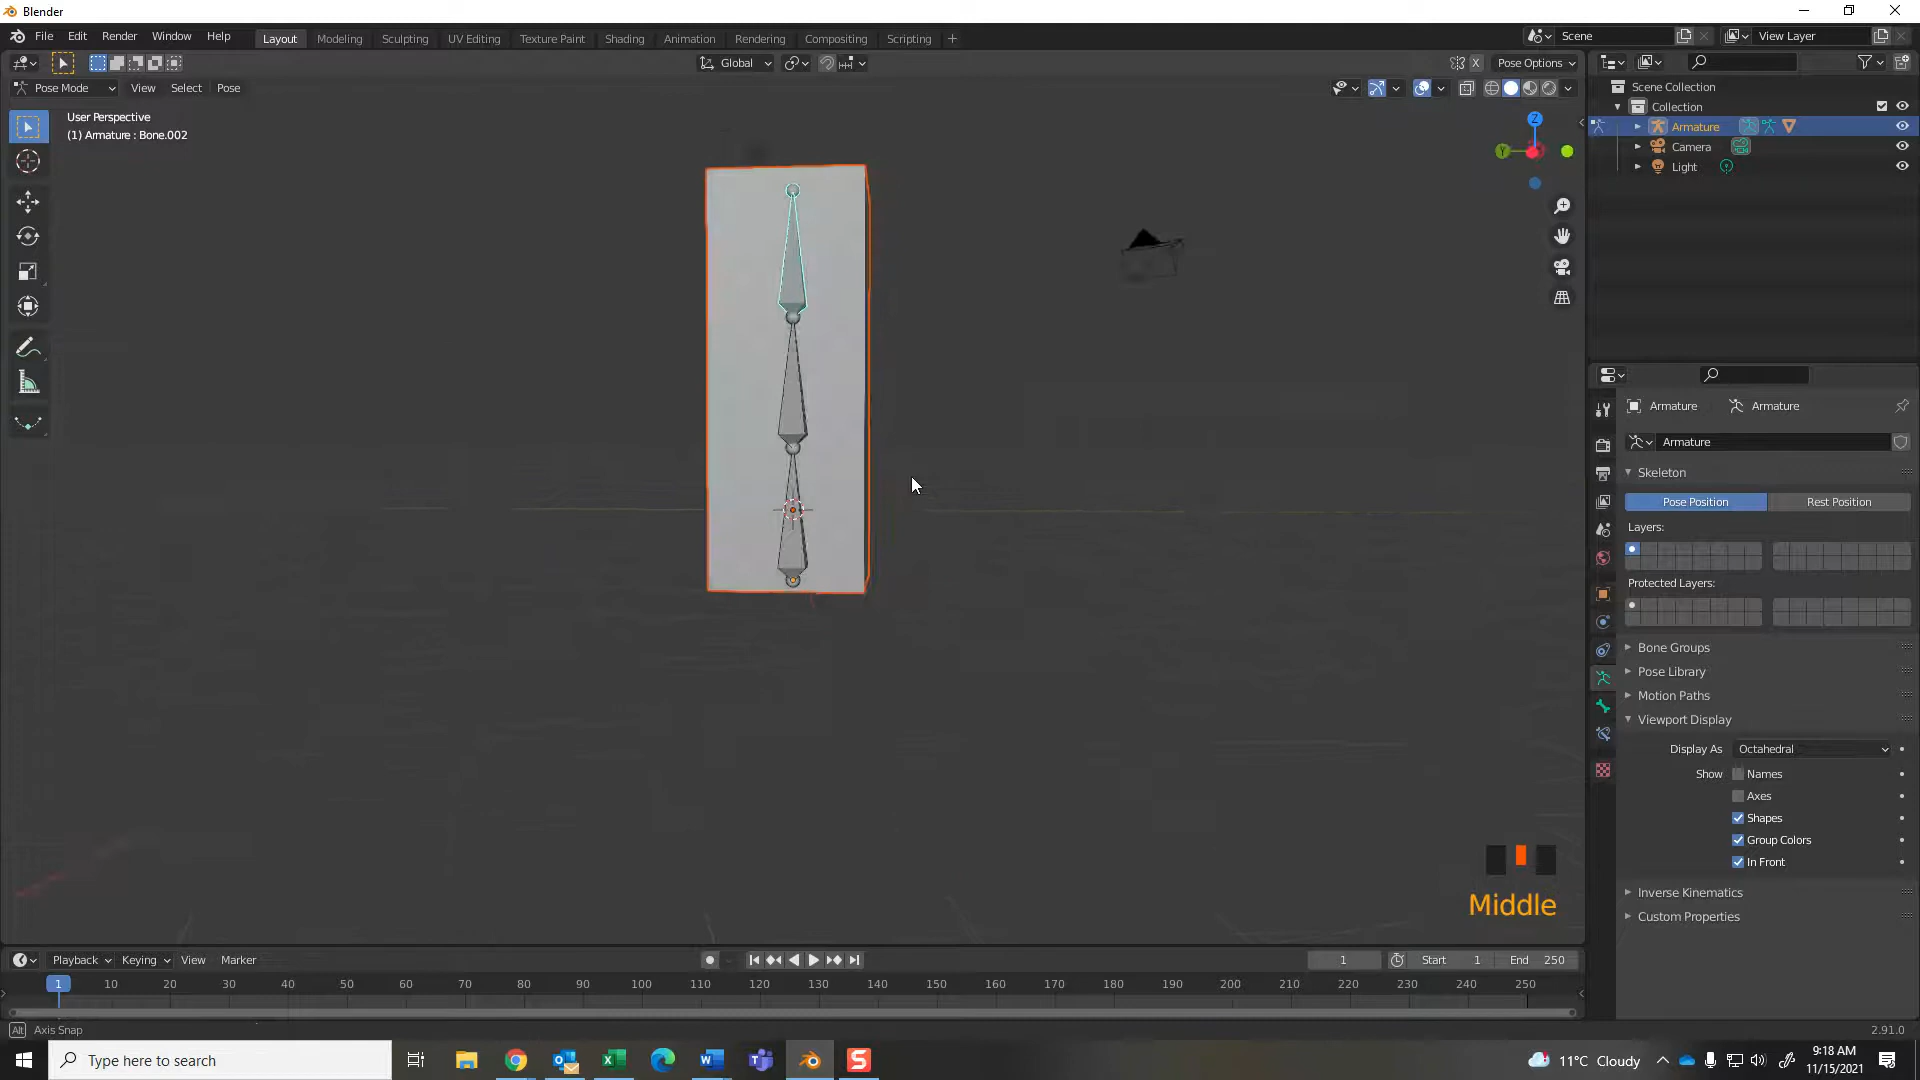 Blender
File Edit Render Window Help
Layout Modeling Sculpting UV Editing Texture Paint Shading Animation Rendering Compositing Scripting +
Scene View Layer
Global X Pose Options
Pose Mode View Select Pose
User Perspective
(1) Armature : Bone.002
Z
Y
Scene Collection
Collection
Armature
Camera
Light
Armature Armature
Armature
Skeleton
Pose Position Rest Position
Layers:
Protected Layers:
Bone Groups
Pose Library
Motion Paths
Viewport Display
Display As Octahedral
Show Names
Axes
Shapes
Group Colors
In Front
Inverse Kinematics
Custom Properties
Middle
Playback Keying View Marker 1 Start 1 End 250
1 10 20 30 40 50 60 70 80 90 100 110 120 130 140 150 160 170 180 190 200 210 220 230 240 250
Alt Axis Snap 2.91.0
Type here to search
11°C Cloudy
9:18 AM
11/15/2021